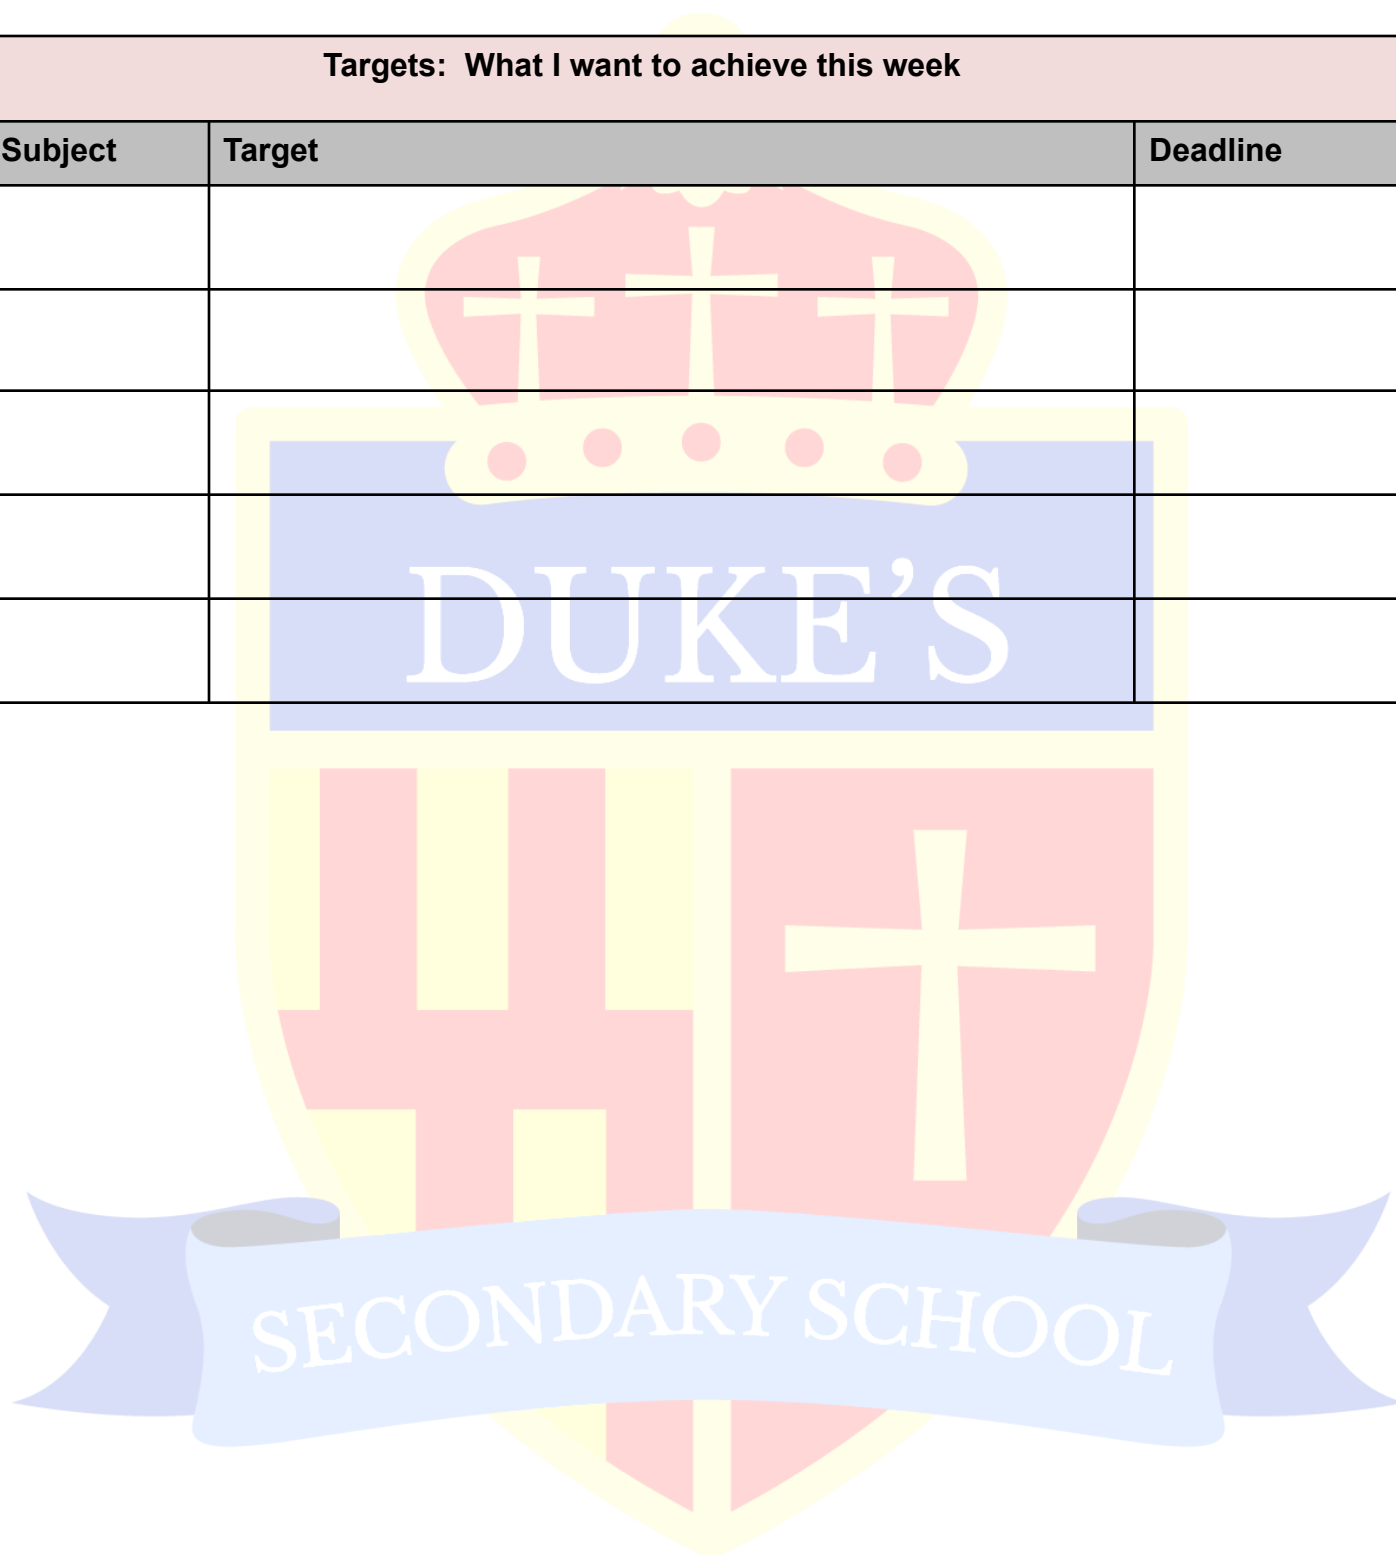 Targets: What I want to achieve this week
Subject Target Deadline
DUKE'S
SECONDARY SCHOOL